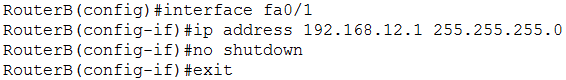 RouterB(config)#interface fa0/1
RouterB(config-if)#ip address 192.168.12.1 255.255.255.0
RouterB(config-if)#no shutdown
RouterB(config-if)#exit